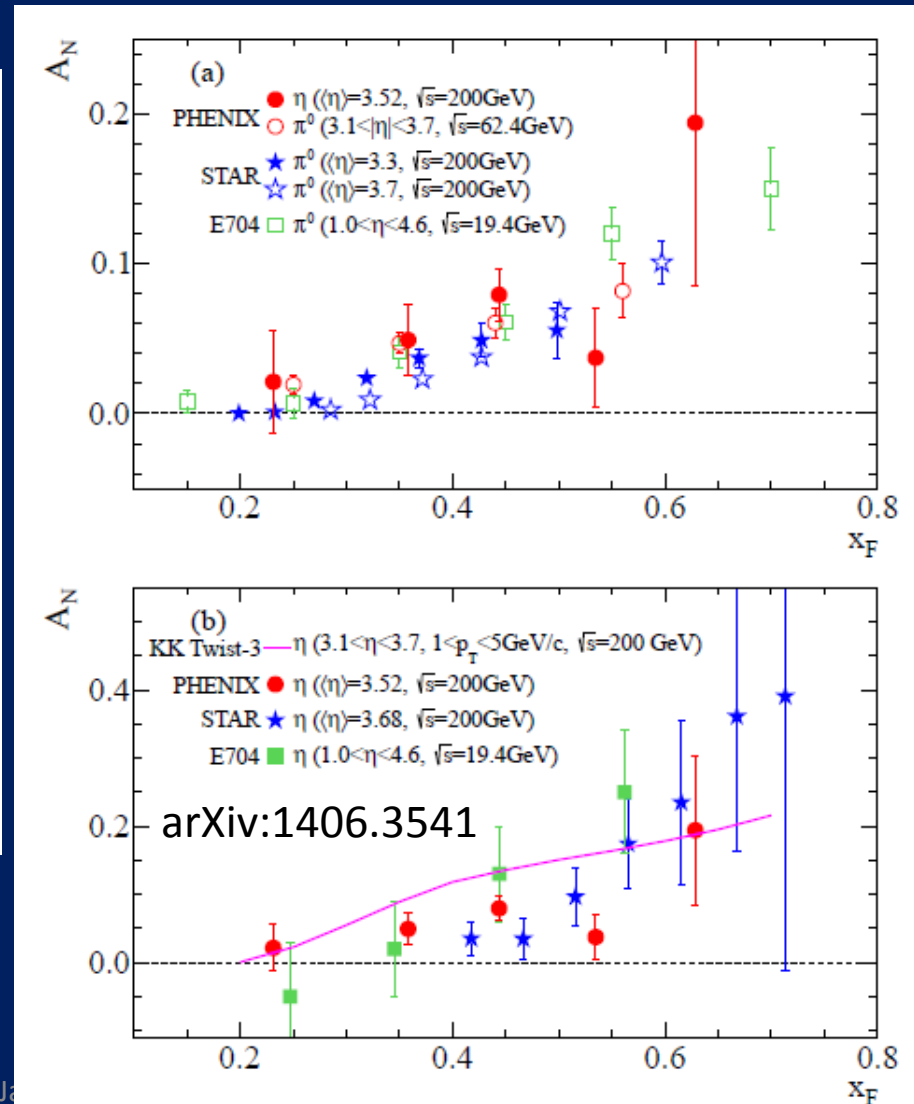 A_N
(a)
PHENIX ● η (⟨η⟩=3.52, √s=200GeV)
○ π⁰ (3.1<|η|<3.7, √s=62.4GeV)
STAR ★ π⁰ (⟨η⟩=3.3, √s=200GeV)
☆ π⁰ (⟨η⟩=3.7, √s=200GeV)
E704 □ π⁰ (1.0<η<4.6, √s=19.4GeV)
0.2
0.1
0.0
0.2 0.4 0.6 0.8
x_F
A_N
(b)
KK Twist-3 — η (3.1<η<3.7, 1<p_T<5GeV/c, √s=200 GeV)
PHENIX ● η (⟨η⟩=3.52, √s=200GeV)
STAR ★ η (⟨η⟩=3.68, √s=200GeV)
E704 ■ η (1.0<η<4.6, √s=19.4GeV)
arXiv:1406.3541
0.4
0.2
0.0
0.2 0.4 0.6 0.8
x_F